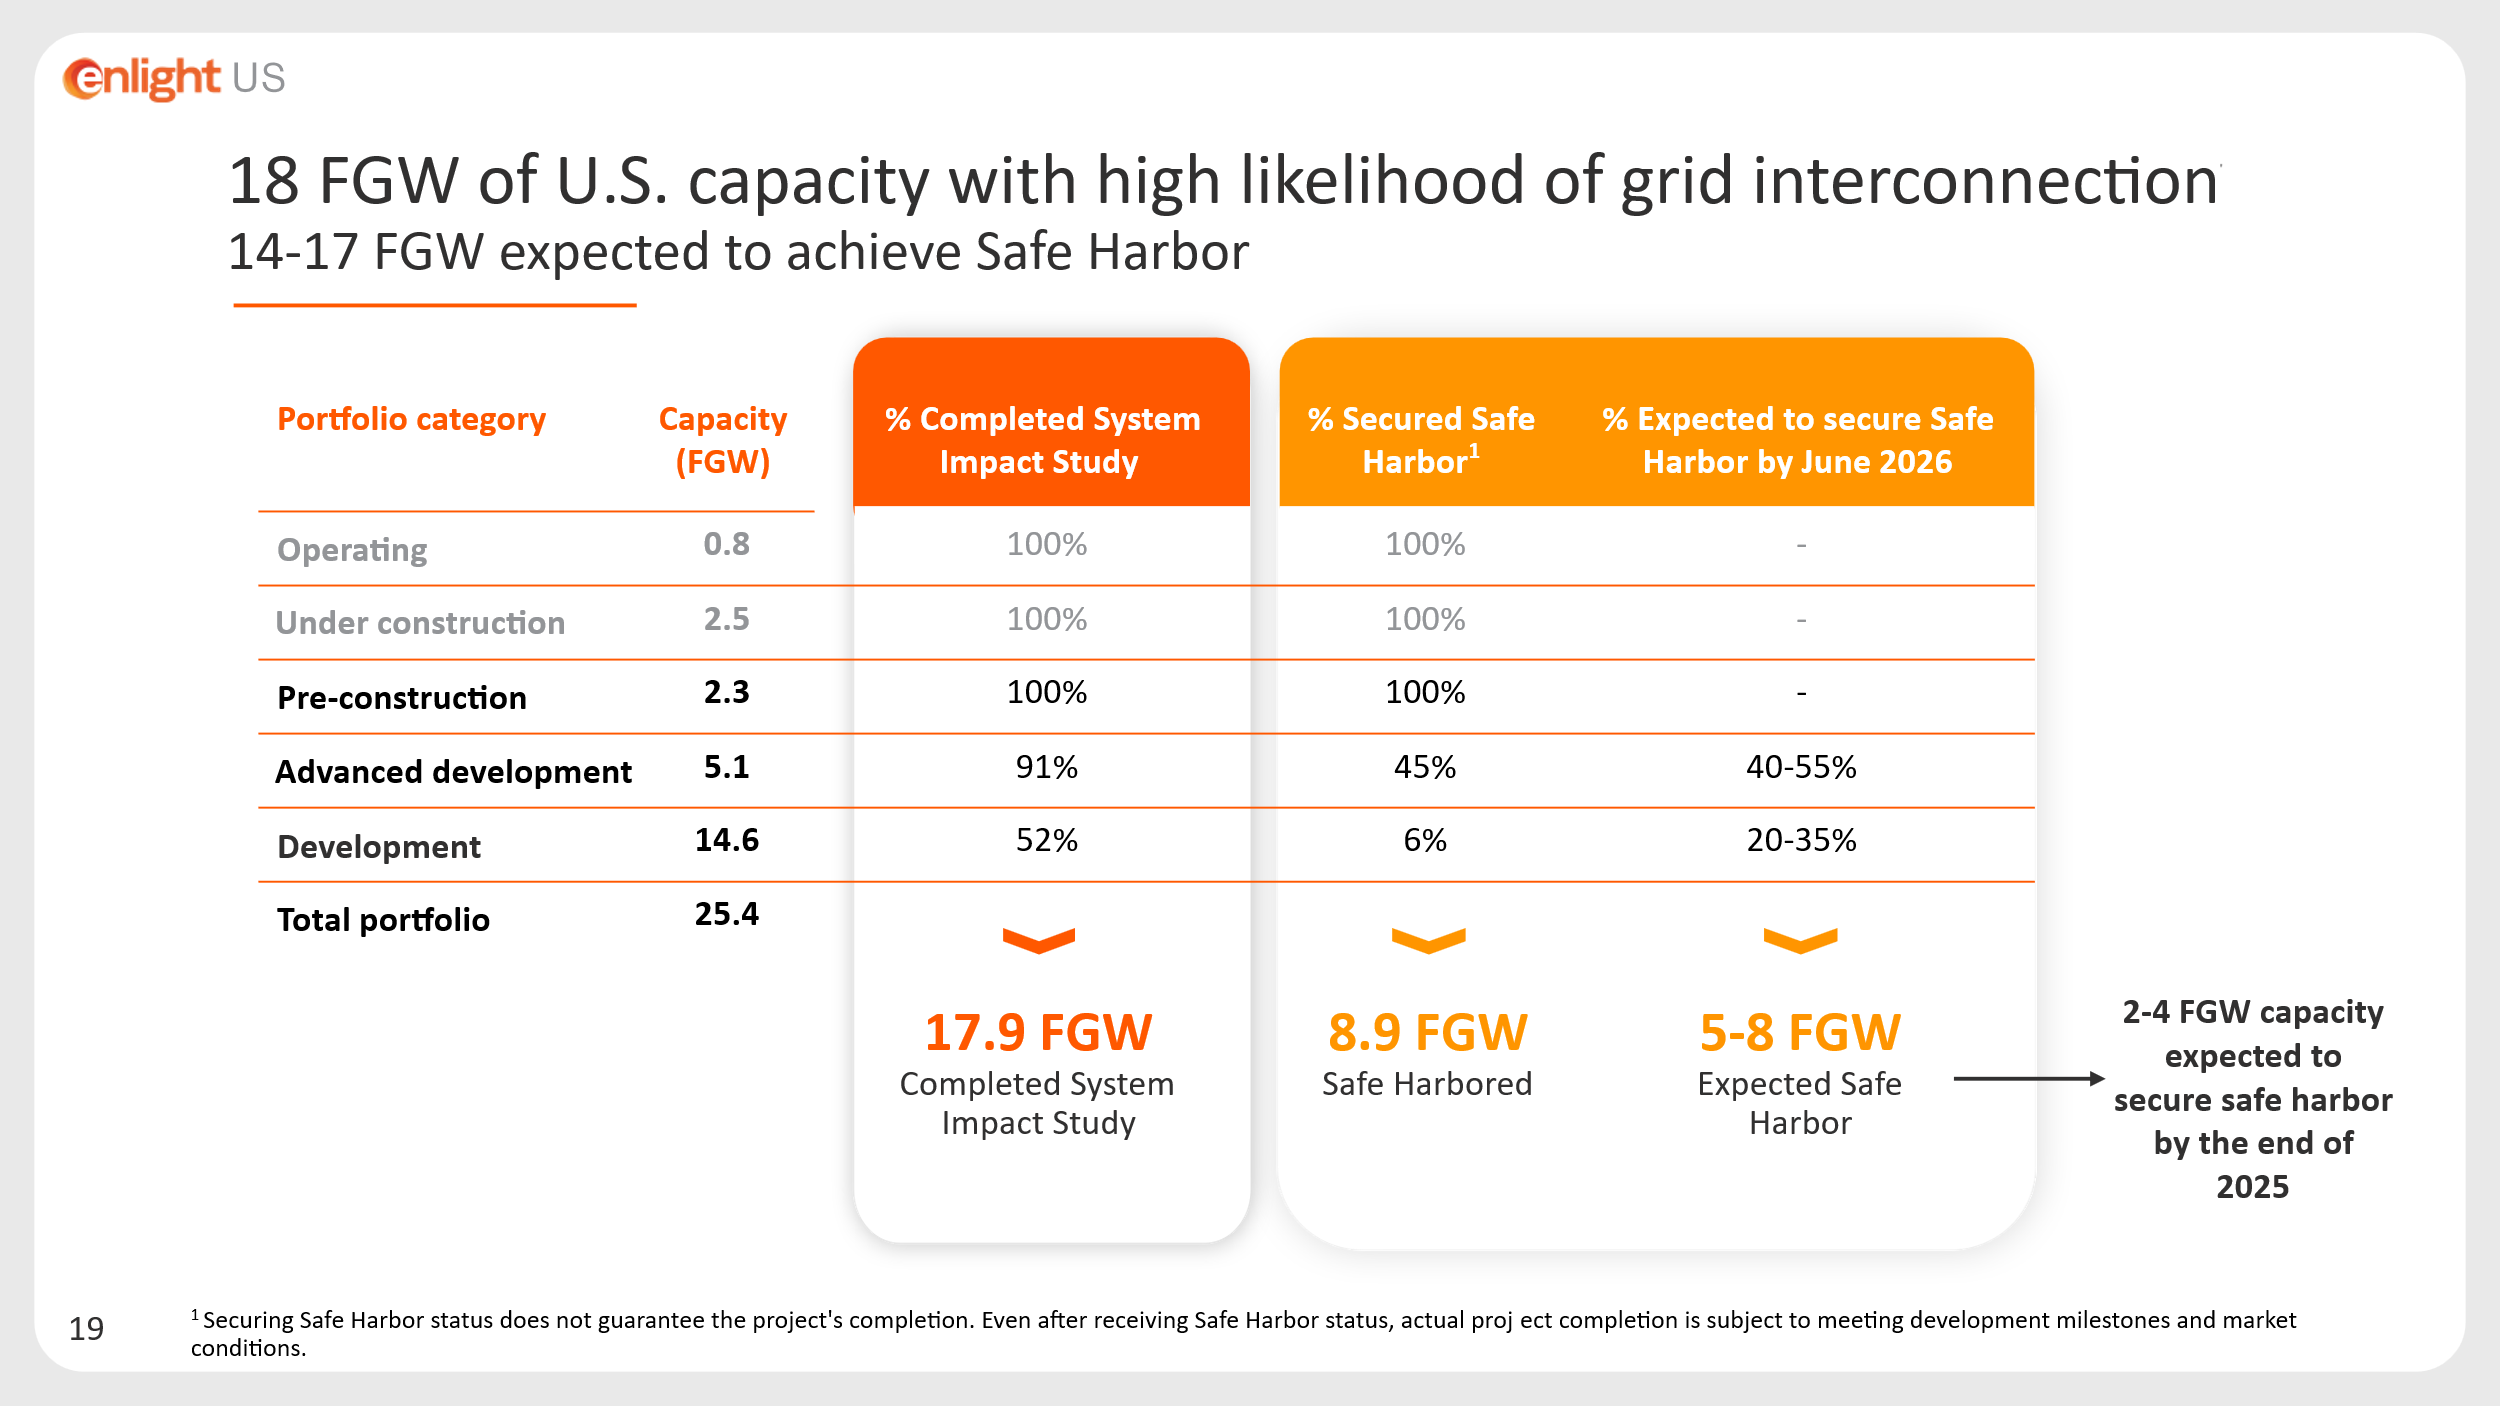 enlight US
18 FGW of U.S. capacity with high likelihood of grid interconnection
14-17 FGW expected to achieve Safe Harbor
Portfolio category
Capacity
(FGW)
% Completed System
Impact Study
% Secured Safe
Harbor¹
% Expected to secure Safe
Harbor by June 2026
Operating 0.8 100% 100% -
Under construction 2.5 100% 100% -
Pre-construction 2.3 100% 100% -
Advanced development 5.1 91% 45% 40-55%
Development 14.6 52% 6% 20-35%
Total portfolio 25.4
17.9 FGW
Completed System
Impact Study
8.9 FGW
Safe Harbored
5-8 FGW
Expected Safe
Harbor
2-4 FGW capacity
expected to
secure safe harbor
by the end of
2025
¹ Securing Safe Harbor status does not guarantee the project's completion. Even after receiving Safe Harbor status, actual proj ect completion is subject to meeting development milestones and market
conditions.
19